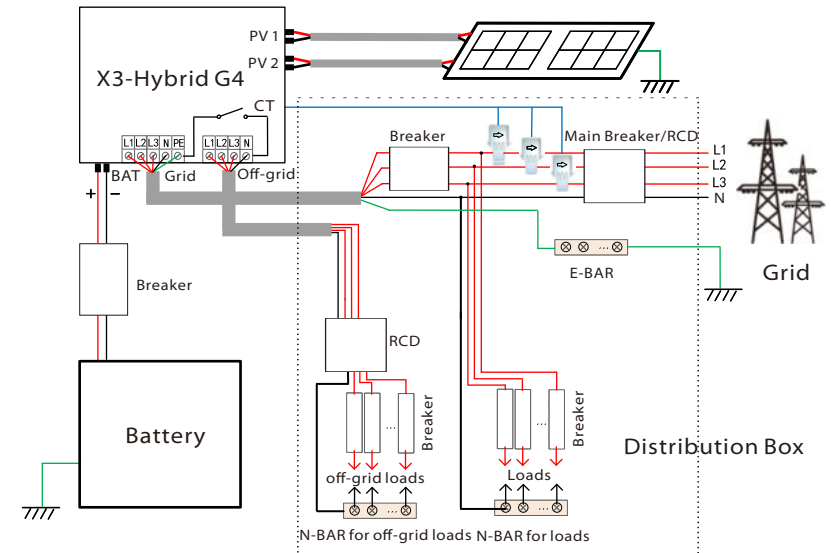 PV 1
PV 2
X3-Hybrid G4
CT
L1 L2 L3 N PE
L1 L2 L3 N
BAT
Grid
Off-grid
+
−
Breaker
Main Breaker/RCD
L1
L2
L3
N
...
E-BAR
Grid
Breaker
RCD
Battery
...
Breaker
...
Breaker
Distribution Box
off-grid loads
Loads
...
...
N-BAR for off-grid loads
N-BAR for loads